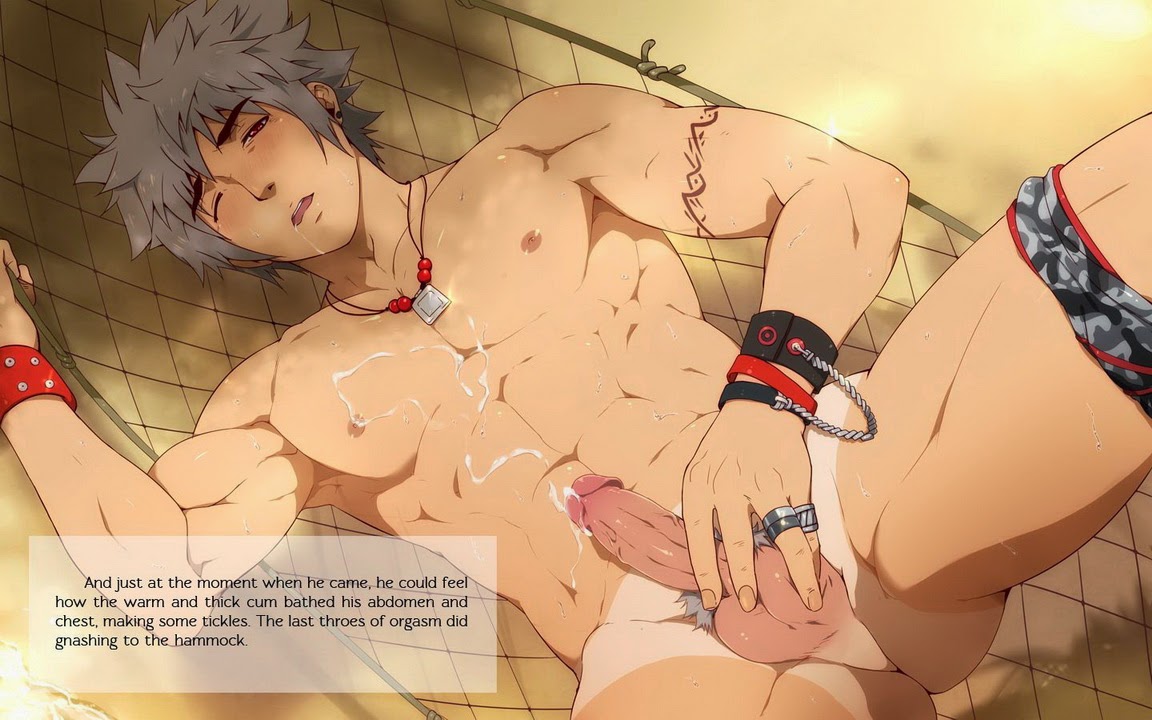 And just at the moment when he came, he could feel
how the warm and thick cum bathed his abdomen and
chest, making some tickles. The last throes of orgasm did
gnashing to the hammock.